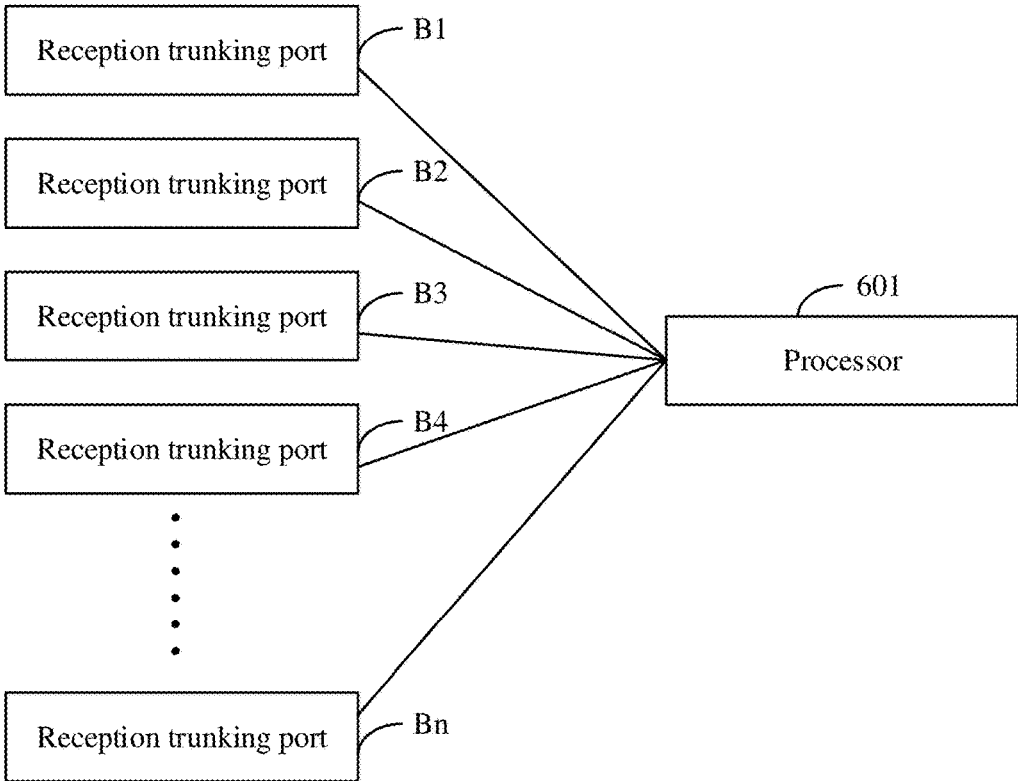 Reception trunking port
B1
Reception trunking port
B2
Reception trunking port
B3
601
Processor
Reception trunking port
B4
Reception trunking port
Bn